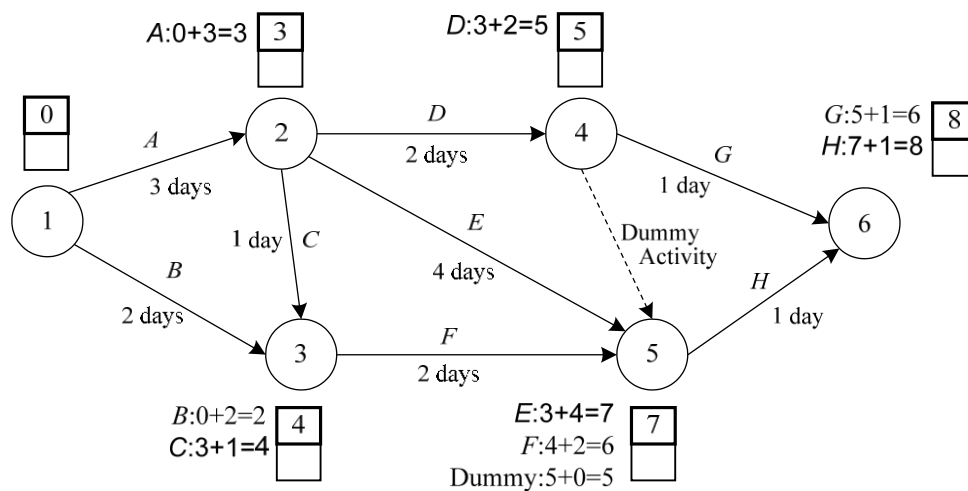 A:0+3=3
3
D:3+2=5
5
0
G:5+1=6
H:7+1=8
8
A
3 days
2
D
2 days
4
G
1 day
1
6
B
2 days
1 day
C
E
4 days
Dummy
Activity
H
1 day
3
F
2 days
5
B:0+2=2
C:3+1=4
4
E:3+4=7
F:4+2=6
Dummy:5+0=5
7